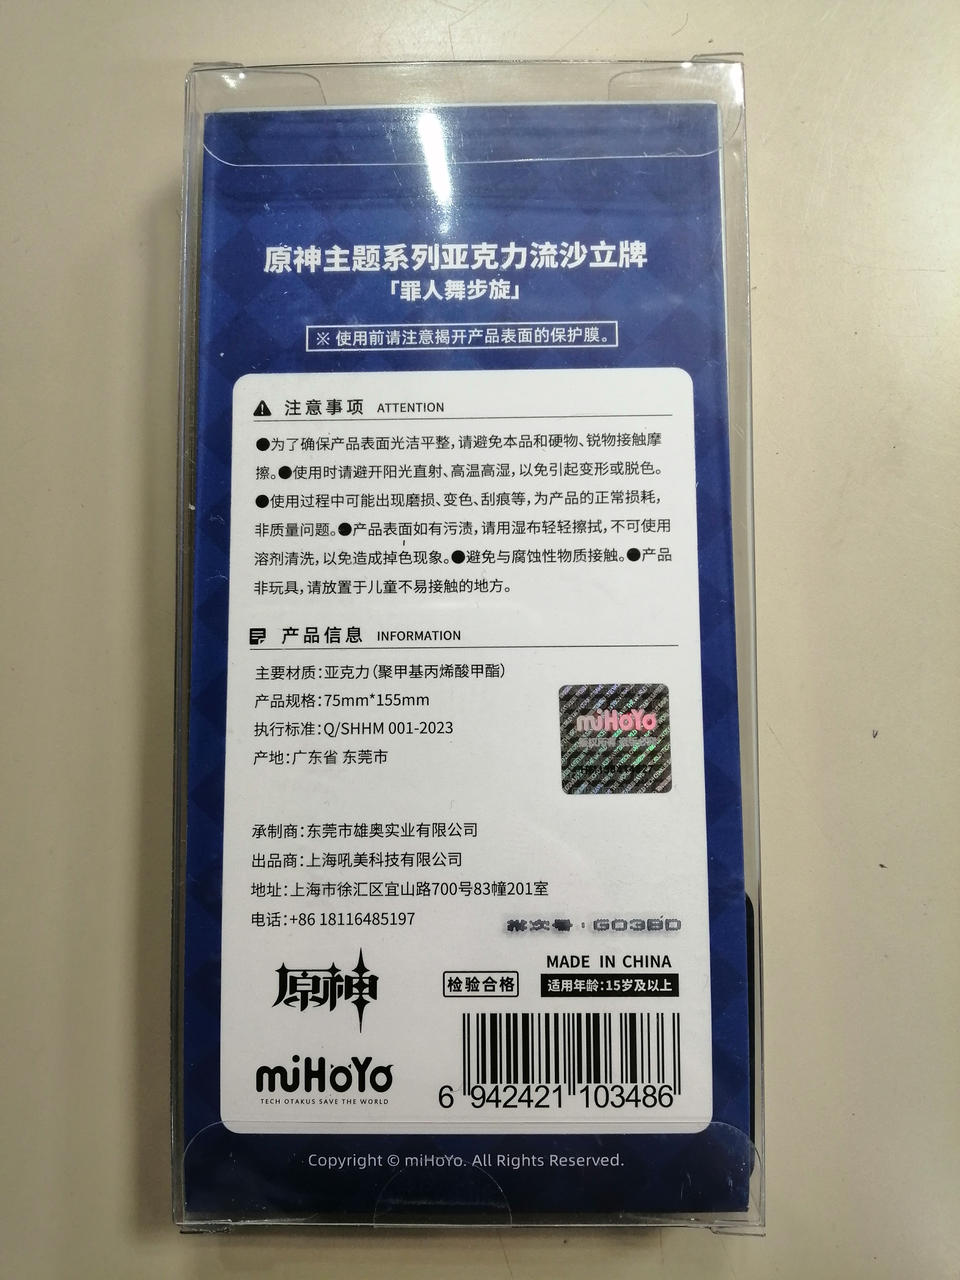 原神主题系列亚克力流沙立牌
「罪人舞步旋」
※ 使用前请注意揭开产品表面的保护膜。
注意事项 ATTENTION
●为了确保产品表面光洁平整,请避免本品和硬物、锐物接触摩
擦。●使用时请避开阳光直射、高温高湿,以免引起变形或脱色。
●使用过程中可能出现磨损、变色、刮痕等,为产品的正常损耗,
非质量问题。●产品表面如有污渍,请用湿布轻轻擦拭,不可使用
溶剂清洗,以免造成掉色现象。●避免与腐蚀性物质接触。●产品
非玩具,请放置于儿童不易接触的地方。
产品信息 INFORMATION
主要材质:亚克力(聚甲基丙烯酸甲酯)
产品规格:75mm*155mm
执行标准:Q/SHHM 001-2023
产地:广东省 东莞市
miHoYo
承制商:东莞市雄奥实业有限公司
出品商:上海吼美科技有限公司
地址:上海市徐汇区宜山路700号83幢201室
电话:+86 18116485197
批次号:G03BD
原神
检验合格
MADE IN CHINA
适用年龄:15岁及以上
miHoYo
TECH OTAKUS SAVE THE WORLD
6 942421 103486
Copyright © miHoYo. All Rights Reserved.